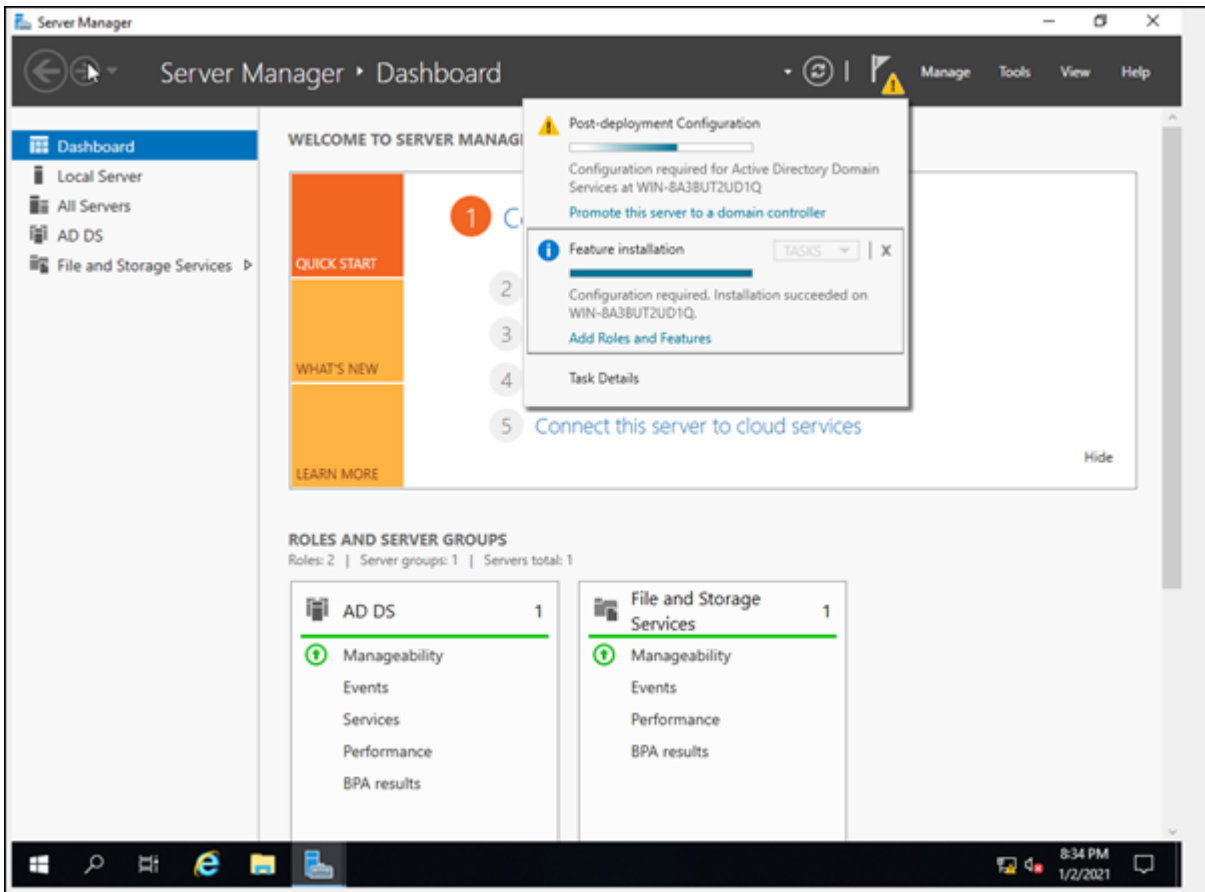 Server Manager
Server Manager • Dashboard
Manage
Tools
View
Help
Dashboard
Local Server
All Servers
AD DS
File and Storage Services
WELCOME TO SERVER MANAG
QUICK START
WHAT'S NEW
LEARN MORE
1
2
3
4
5 Connect this server to cloud services
Hide
Post-deployment Configuration
Configuration required for Active Directory Domain
Services at WIN-8A3BUT2UD1Q
Promote this server to a domain controller
Feature installation
TASKS
X
Configuration required. Installation succeeded on
WIN-8A3BUT2UD1Q.
Add Roles and Features
Task Details
ROLES AND SERVER GROUPS
Roles: 2 | Server groups: 1 | Servers total: 1
AD DS 1
Manageability
Events
Services
Performance
BPA results
File and Storage
Services
1
Manageability
Events
Performance
BPA results
8:34 PM
1/2/2021